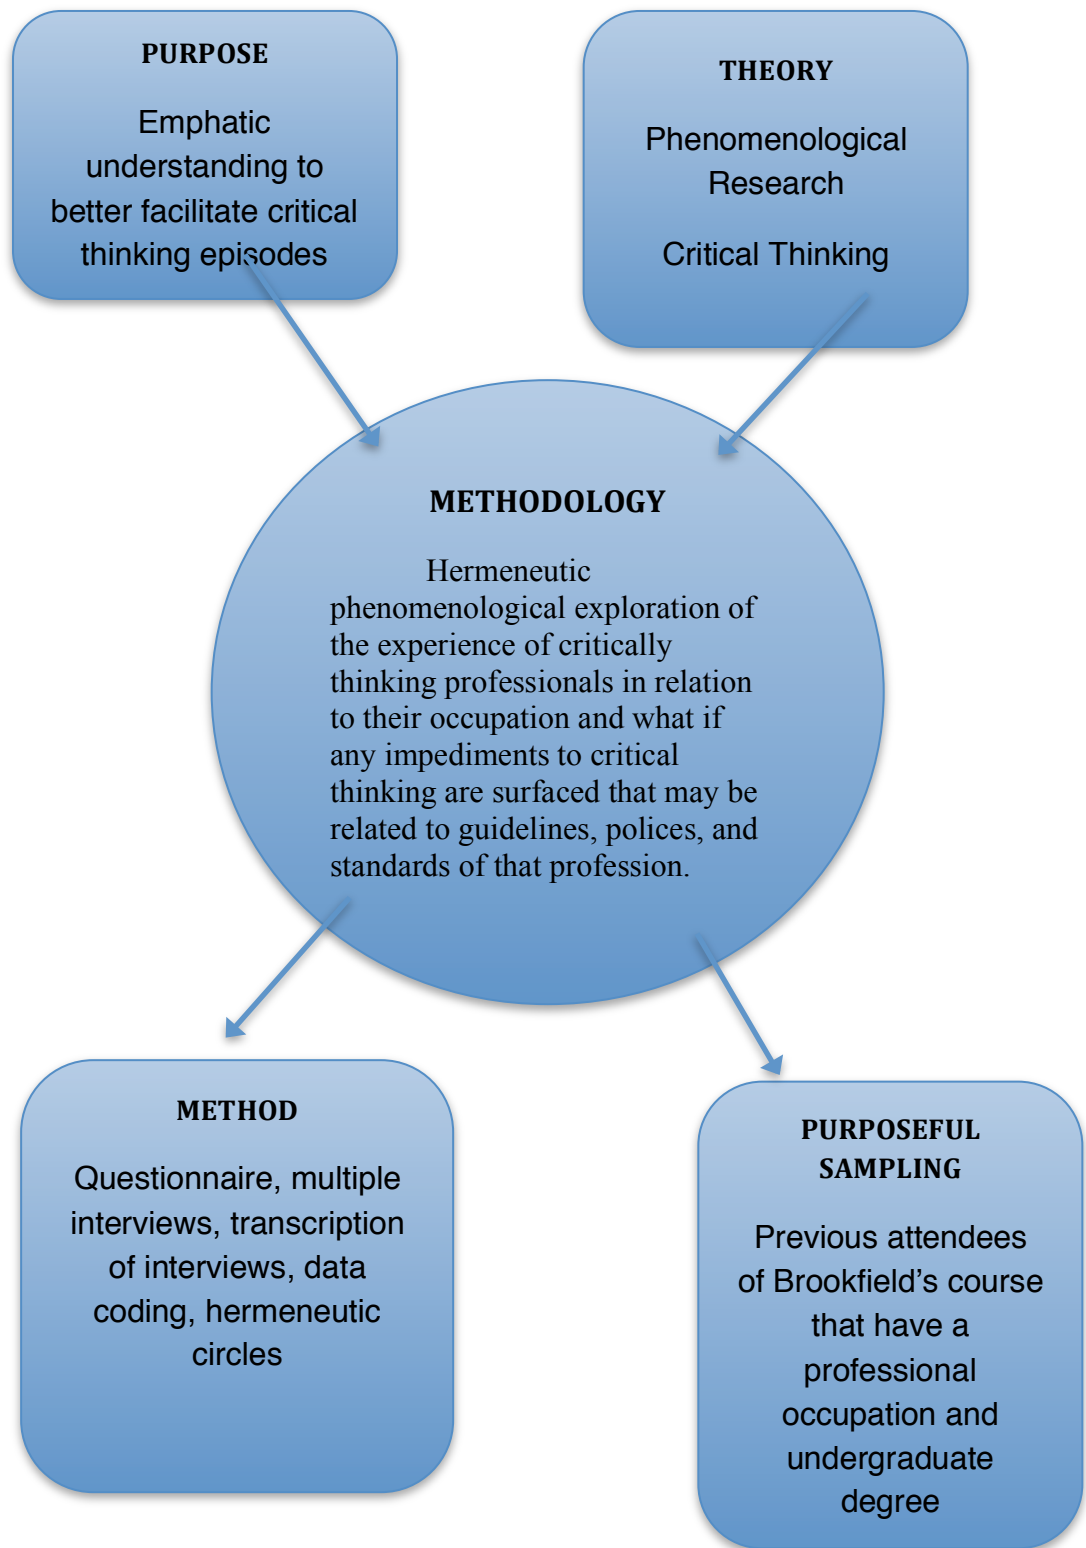 PURPOSE
Emphatic
understanding to
better facilitate critical
thinking episodes
THEORY
Phenomenological
Research
Critical Thinking
METHODOLOGY
Hermeneutic
phenomenological exploration of
the experience of critically
thinking professionals in relation
to their occupation and what if
any impediments to critical
thinking are surfaced that may be
related to guidelines, polices, and
standards of that profession.
METHOD
Questionnaire, multiple
interviews, transcription
of interviews, data
coding, hermeneutic
circles
PURPOSEFUL
SAMPLING
Previous attendees
of Brookfield’s course
that have a
professional
occupation and
undergraduate
degree